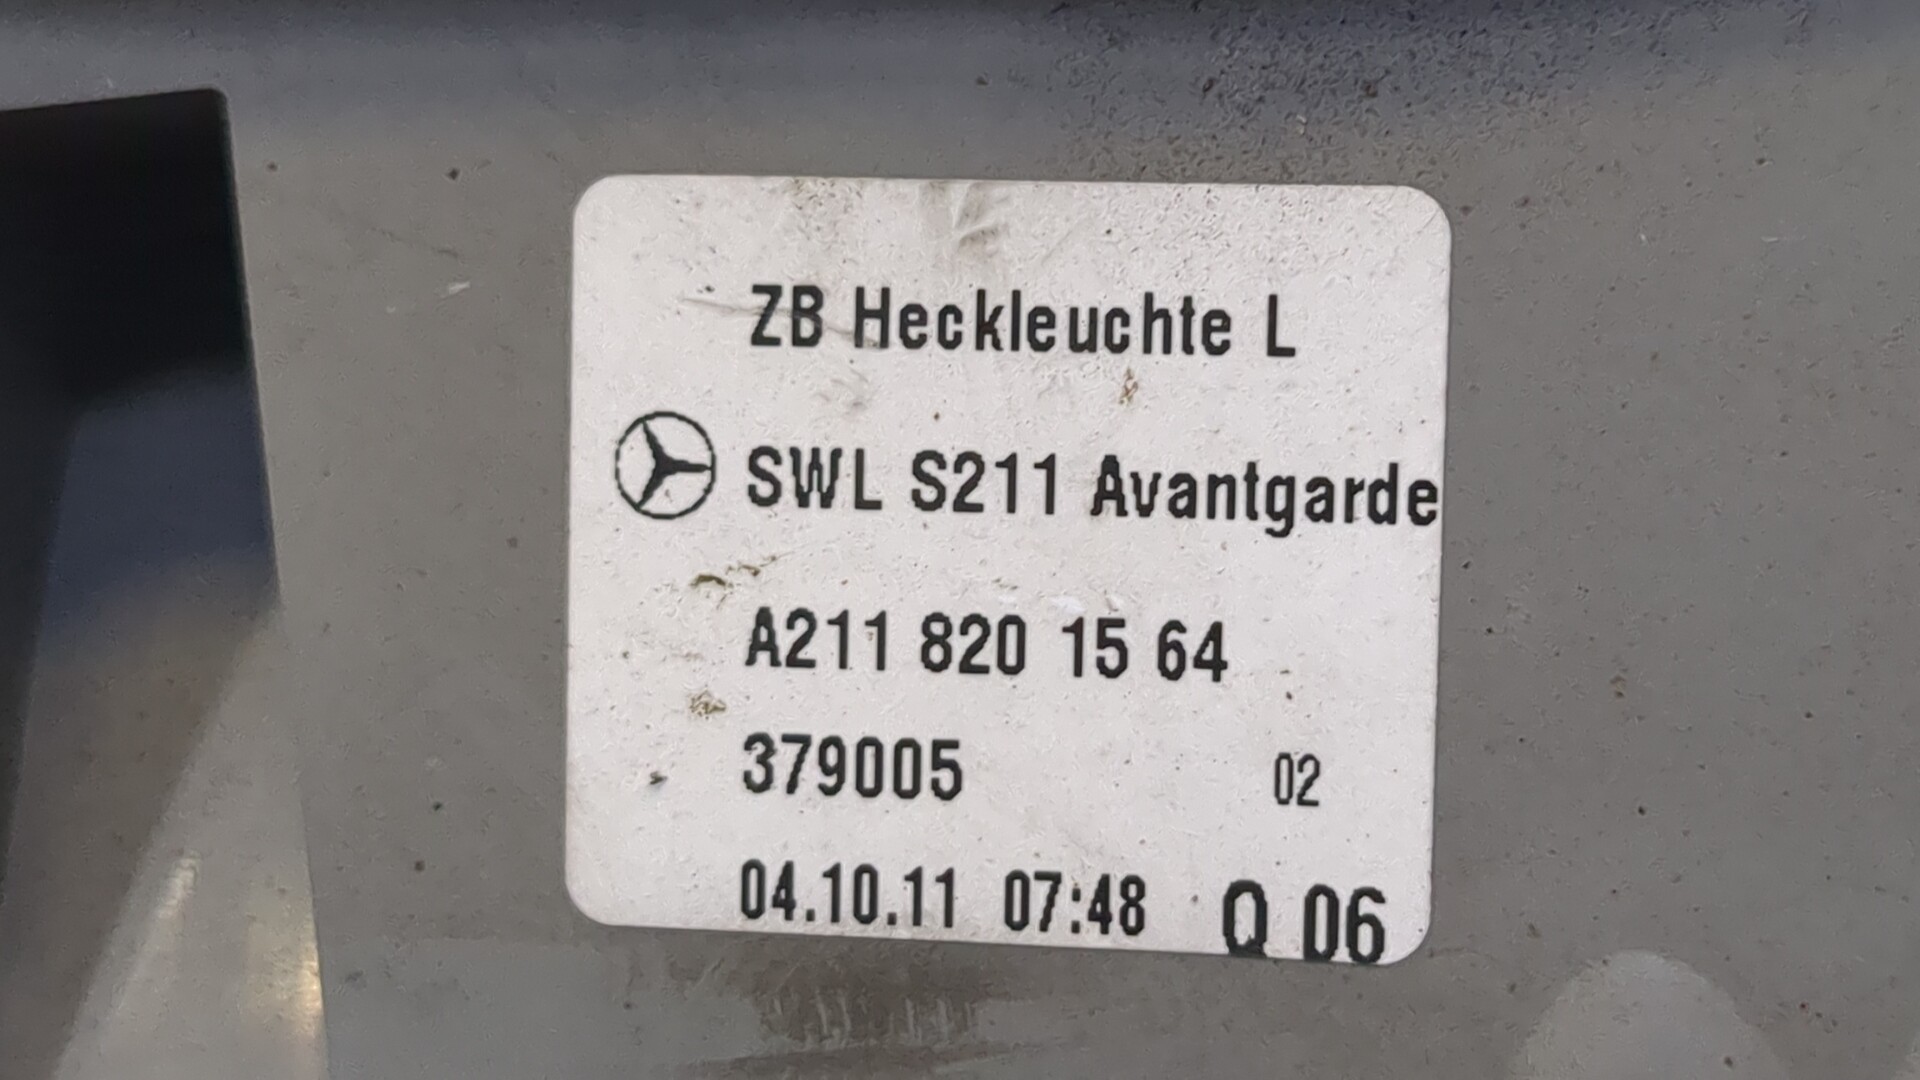 ZB Heckleuchte L
SWL S211 Avantgarde
A211 820 15 64
379005 02
04.10.11 07:48 Q 06